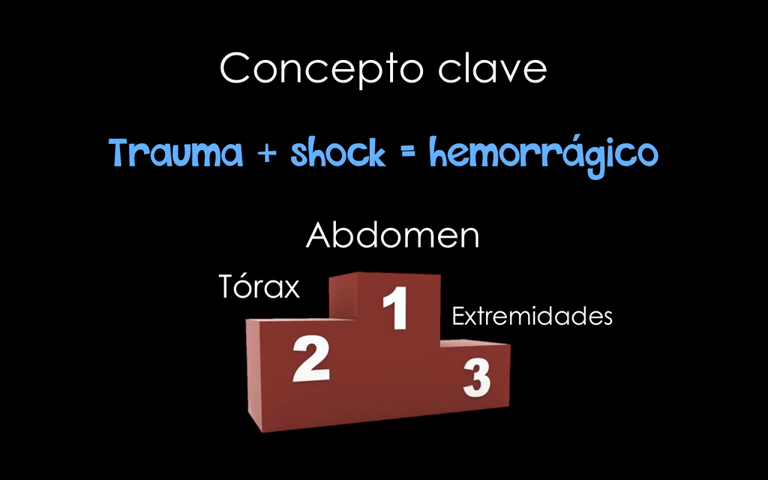 Concepto clave
Trauma + shock = hemorrágico
Abdomen
Tórax
Extremidades
1
2
3